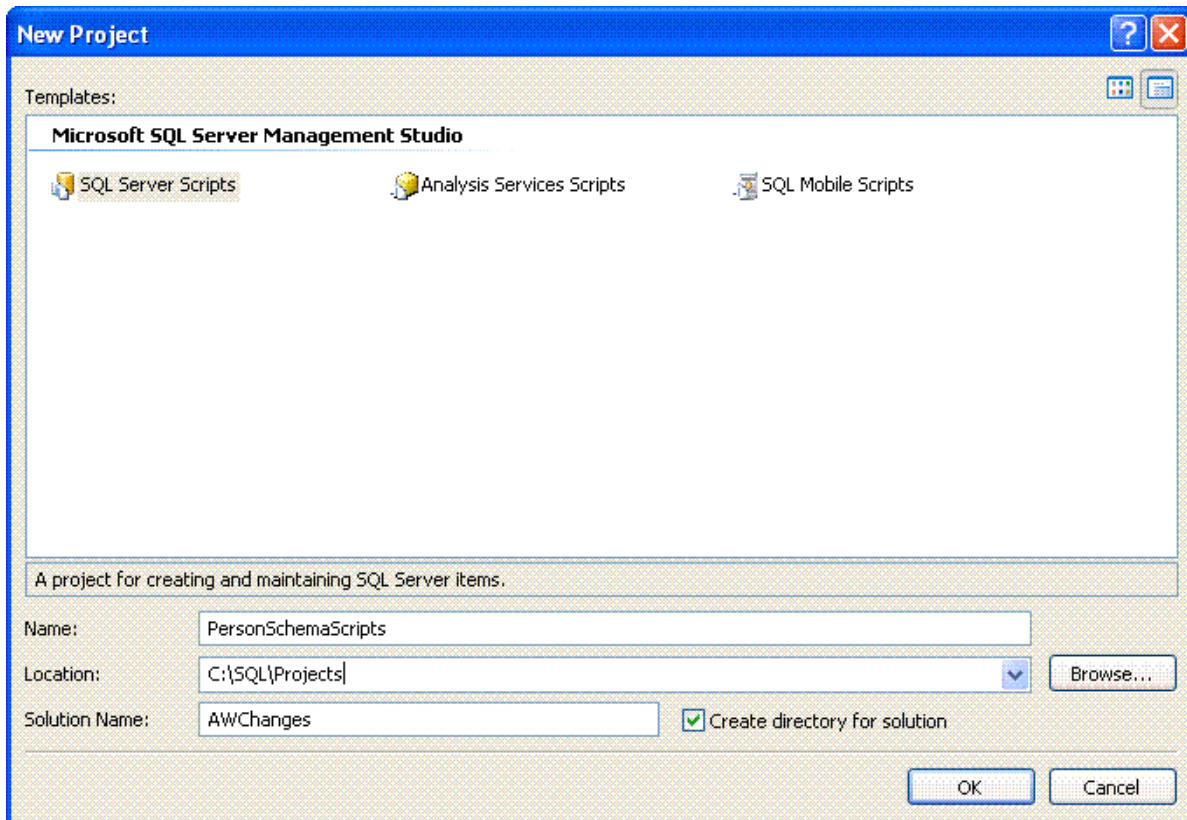 New Project
Templates:
Microsoft SQL Server Management Studio
SQL Server Scripts
Analysis Services Scripts
SQL Mobile Scripts
A project for creating and maintaining SQL Server items.
Name:
PersonSchemaScripts
Location:
C:\SQL\Projects
Browse...
Solution Name:
AWChanges
Create directory for solution
OK
Cancel